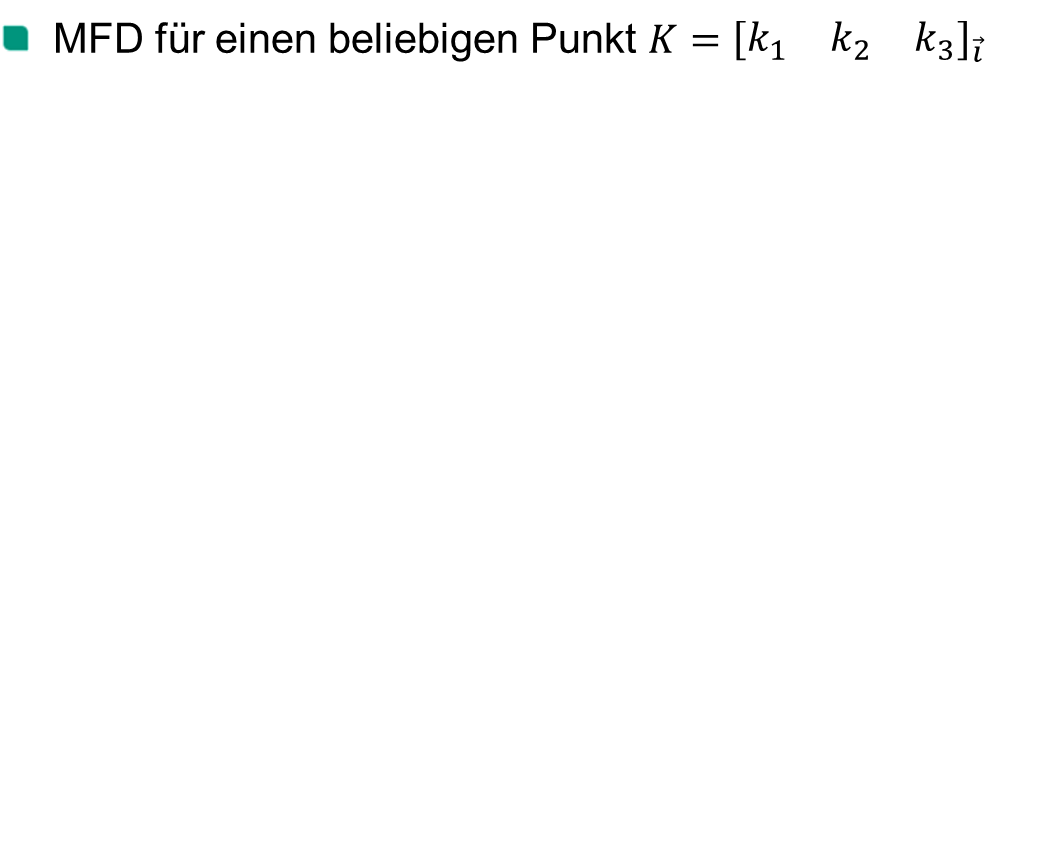 MFD für einen beliebigen Punkt 𝐾 = [𝑘₁ 𝑘₂ 𝑘₃]ᵢ⃗